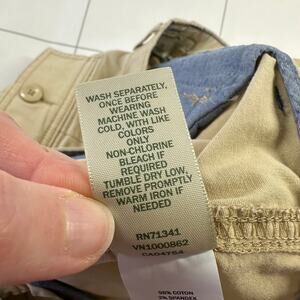 WASH SEPARATELY,
ONCE BEFORE
WEARING
MACHINE WASH
COLD, WITH LIKE
COLORS
ONLY
NON-CHLORINE
BLEACH IF
REQUIRED
TUMBLE DRY LOW,
REMOVE PROMPTLY
WARM IRON IF
NEEDED
RN71341
VN1000862
CA04764
98% COTTON
2% SPANDEX